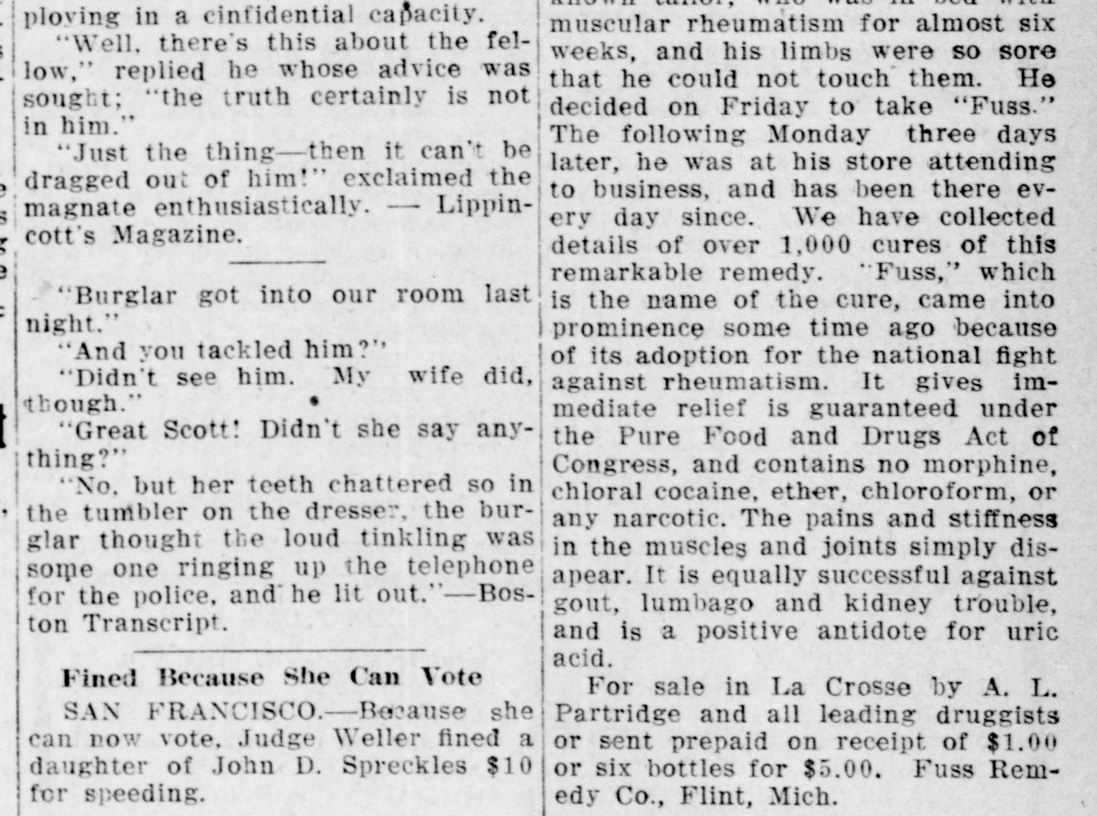 ploying in a cinfidential capacity.
"Well, there's this about the fel-
low," replied he whose advice was
sought; "the truth certainly is not
in him."
"Just the thing—then it can't be
dragged out of him!" exclaimed the
magnate enthusiastically. — Lippin-
cott's Magazine.
"Burglar got into our room last
night."
"And you tackled him?"
"Didn't see him. My wife did,
though."
"Great Scott! Didn't she say any-
thing?"
"No, but her teeth chattered so in
the tumbler on the dresser, the bur-
glar thought the loud tinkling was
some one ringing up the telephone
for the police, and he lit out."—Bos-
ton Transcript.
Fined Because She Can Vote
SAN FRANCISCO.—Because she
can now vote, Judge Weller fined a
daughter of John D. Spreckles $10
for speeding.
muscular rheumatism for almost six
weeks, and his limbs were so sore
that he could not touch them. He
decided on Friday to take "Fuss."
The following Monday three days
later, he was at his store attending
to business, and has been there ev-
ery day since. We have collected
details of over 1,000 cures of this
remarkable remedy. "Fuss," which
is the name of the cure, came into
prominence some time ago because
of its adoption for the national fight
against rheumatism. It gives im-
mediate relief is guaranteed under
the Pure Food and Drugs Act of
Congress, and contains no morphine,
chloral cocaine, ether, chloroform, or
any narcotic. The pains and stiffness
in the muscles and joints simply dis-
apear. It is equally successful against
gout, lumbago and kidney trouble,
and is a positive antidote for uric
acid.
For sale in La Crosse by A. L.
Partridge and all leading druggists
or sent prepaid on receipt of $1.00
or six bottles for $5.00. Fuss Rem-
edy Co., Flint, Mich.